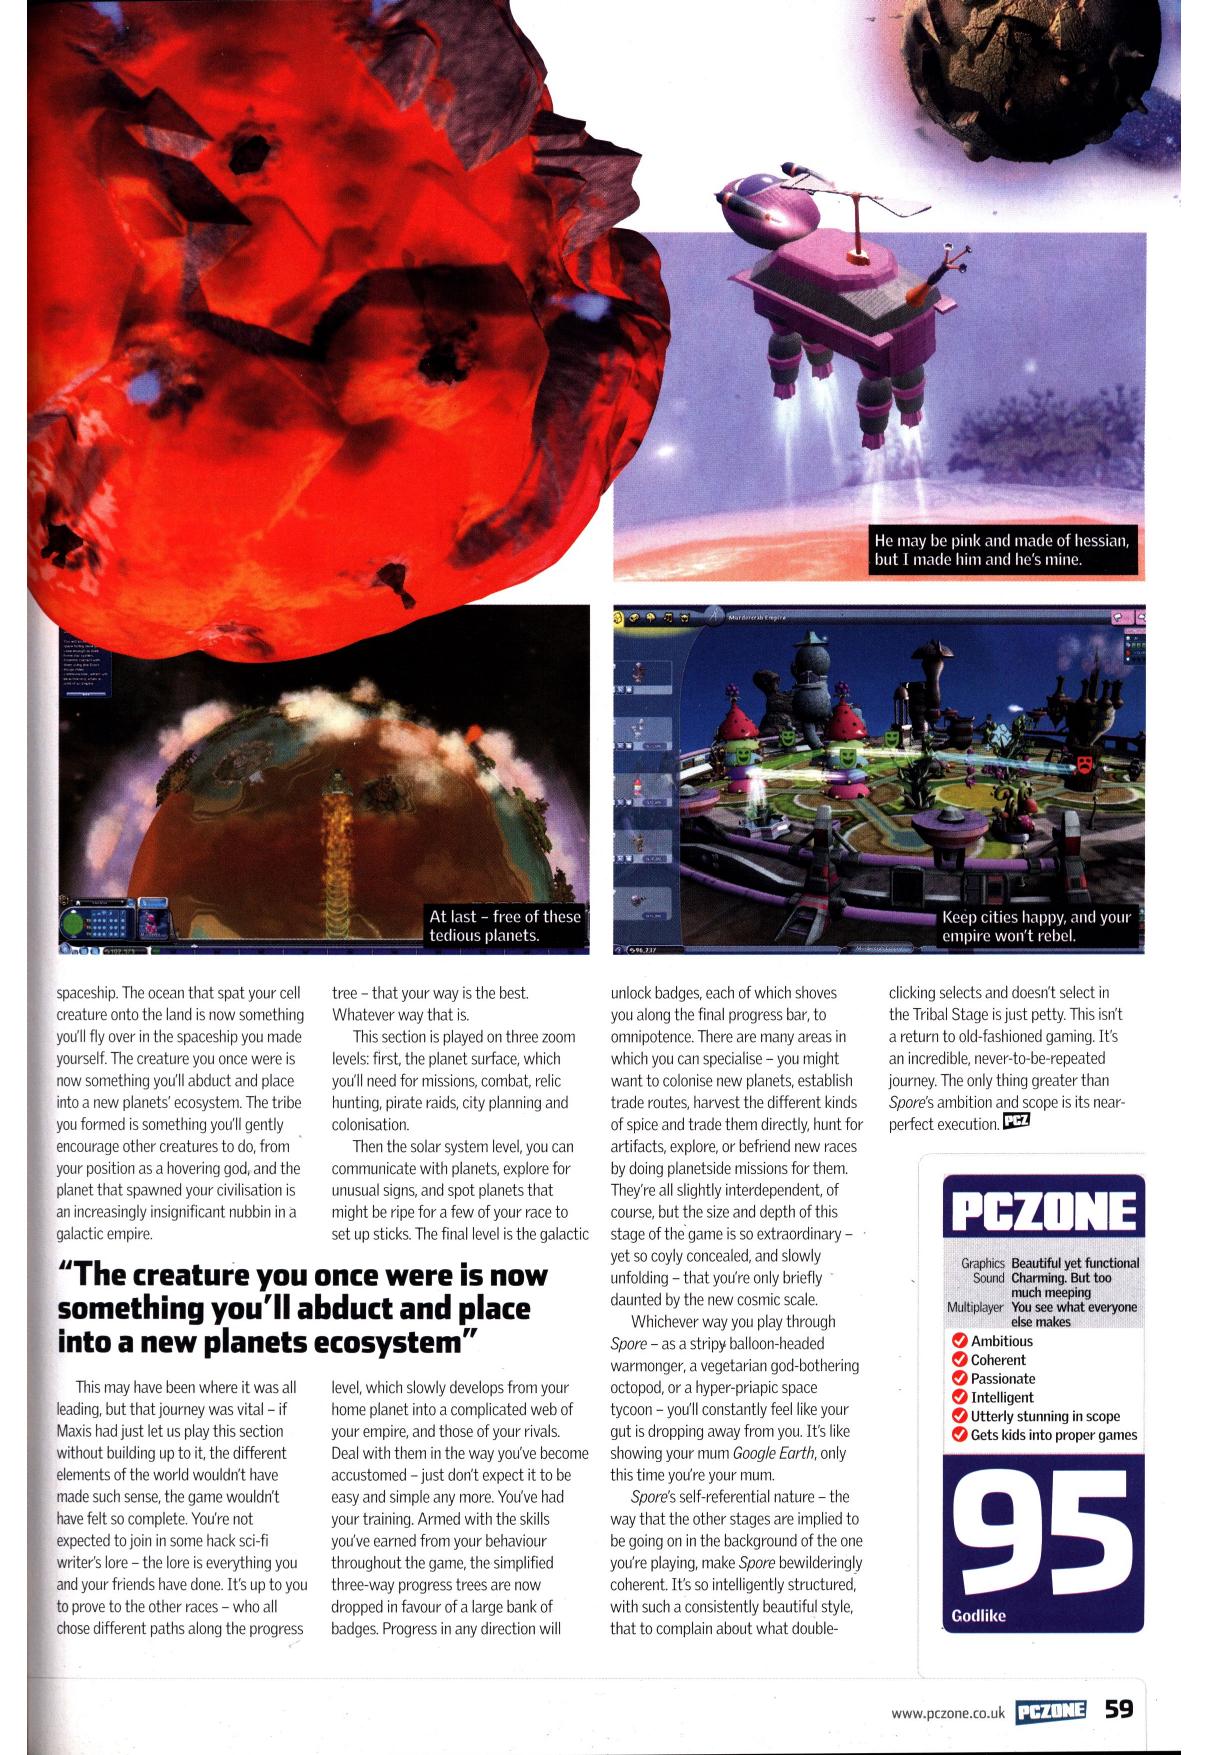 He may be pink and made of hessian,
but I made him and he's mine.
Murdercrab Empire
At last – free of these
tedious planets.
Keep cities happy, and your
empire won't rebel.
spaceship. The ocean that spat your cell
creature onto the land is now something
you'll fly over in the spaceship you made
yourself. The creature you once were is
now something you'll abduct and place
into a new planets' ecosystem. The tribe
you formed is something you'll gently
encourage other creatures to do, from
your position as a hovering god, and the
planet that spawned your civilisation is
an increasingly insignificant nubbin in a
galactic empire.
"The creature you once were is now
something you'll abduct and place
into a new planets ecosystem"
This may have been where it was all
leading, but that journey was vital – if
Maxis had just let us play this section
without building up to it, the different
elements of the world wouldn't have
made such sense, the game wouldn't
have felt so complete. You're not
expected to join in some hack sci-fi
writer's lore – the lore is everything you
and your friends have done. It's up to you
to prove to the other races – who all
chose different paths along the progress
tree – that your way is the best.
Whatever way that is.
This section is played on three zoom
levels: first, the planet surface, which
you'll need for missions, combat, relic
hunting, pirate raids, city planning and
colonisation.
Then the solar system level, you can
communicate with planets, explore for
unusual signs, and spot planets that
might be ripe for a few of your race to
set up sticks. The final level is the galactic
level, which slowly develops from your
home planet into a complicated web of
your empire, and those of your rivals.
Deal with them in the way you've become
accustomed – just don't expect it to be
easy and simple any more. You've had
your training. Armed with the skills
you've earned from your behaviour
throughout the game, the simplified
three-way progress trees are now
dropped in favour of a large bank of
badges. Progress in any direction will
unlock badges, each of which shoves
you along the final progress bar, to
omnipotence. There are many areas in
which you can specialise – you might
want to colonise new planets, establish
trade routes, harvest the different kinds
of spice and trade them directly, hunt for
artifacts, explore, or befriend new races
by doing planetside missions for them.
They're all slightly interdependent, of
course, but the size and depth of this
stage of the game is so extraordinary –
yet so coyly concealed, and slowly
unfolding – that you're only briefly
daunted by the new cosmic scale.
Whichever way you play through
Spore – as a stripy balloon-headed
warmonger, a vegetarian god-bothering
octopod, or a hyper-priapic space
tycoon – you'll constantly feel like your
gut is dropping away from you. It's like
showing your mum Google Earth, only
this time you're your mum.
Spore's self-referential nature – the
way that the other stages are implied to
be going on in the background of the one
you're playing, make Spore bewilderingly
coherent. It's so intelligently structured,
with such a consistently beautiful style,
that to complain about what double-
clicking selects and doesn't select in
the Tribal Stage is just petty. This isn't
a return to old-fashioned gaming. It's
an incredible, never-to-be-repeated
journey. The only thing greater than
Spore's ambition and scope is its near-
perfect execution. PCZ
PCZONE
Graphics Beautiful yet functional
Sound Charming. But too
much meeping
Multiplayer You see what everyone
else makes
Ambitious
Coherent
Passionate
Intelligent
Utterly stunning in scope
Gets kids into proper games
95
Godlike
www.pczone.co.uk PCZONE 59